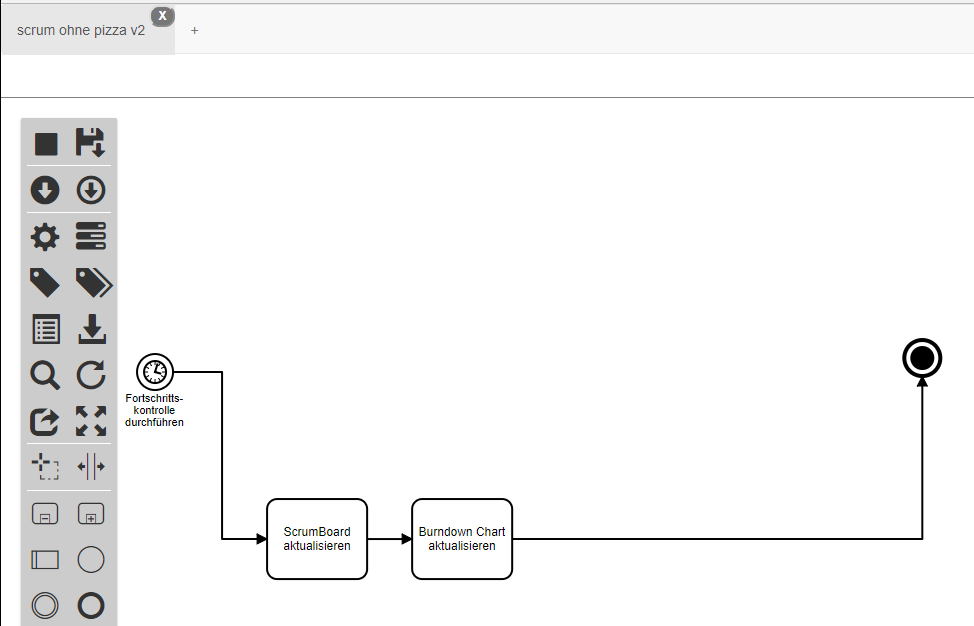 scrum ohne pizza v2
X
+
Fortschritts-
kontrolle
durchführen
ScrumBoard
aktualisieren
Burndown Chart
aktualisieren